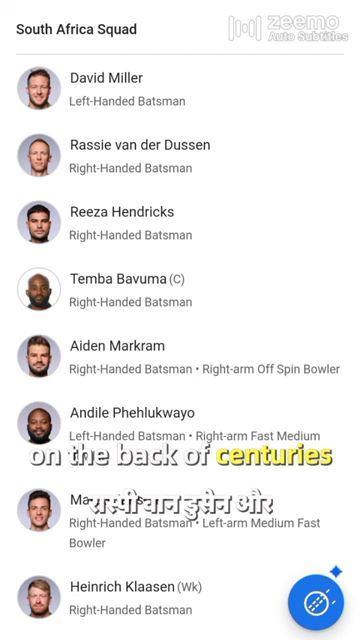 South Africa Squad
zeemo
Auto Subtitles
David Miller
Left-Handed Batsman
Rassie van der Dussen
Right-Handed Batsman
Reeza Hendricks
Right-Handed Batsman
Temba Bavuma (C)
Right-Handed Batsman
Aiden Markram
Right-Handed Batsman • Right-arm Off Spin Bowler
Andile Phehlukwayo
Left-Handed Batsman • Right-arm Fast Medium
on the back of centuries
रास्पी वान डुसेन और
Right-Handed Batsman • Left-arm Medium Fast
Bowler
Heinrich Klaasen (Wk)
Right-Handed Batsman